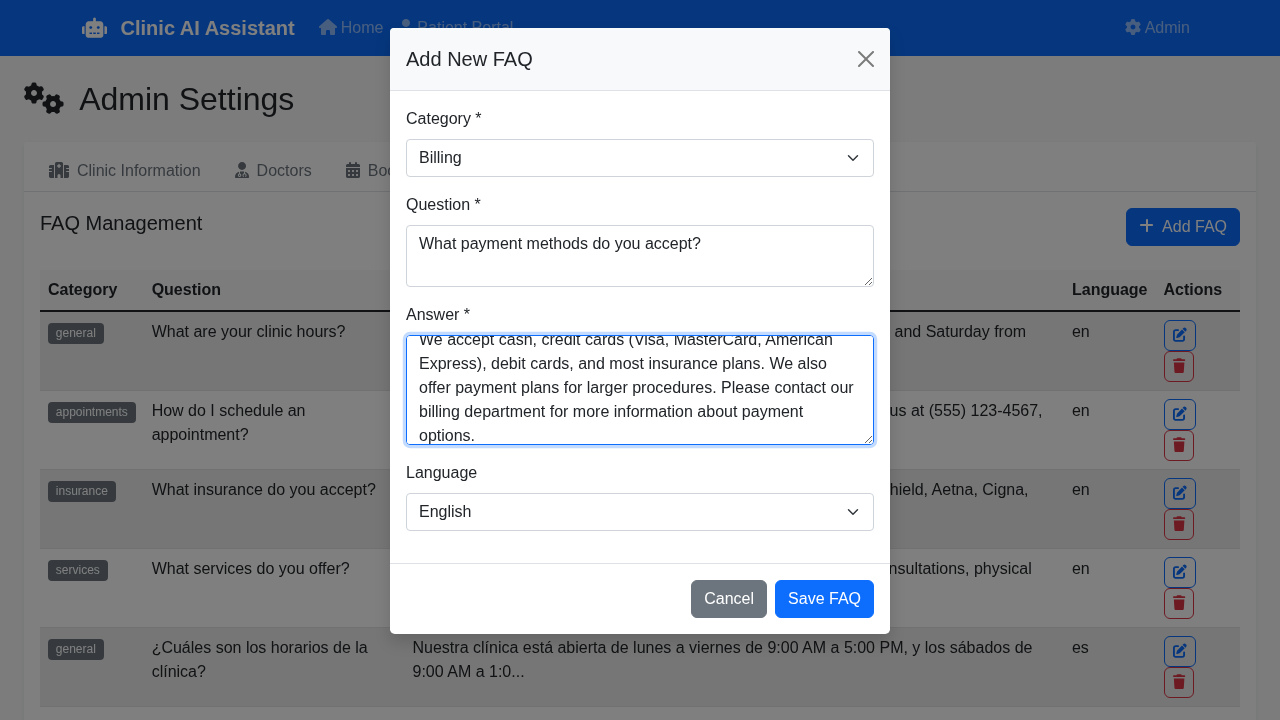 Clinic AI Assistant
Home
Patient Portal
Admin
Admin Settings
Clinic Information
Doctors
Add New FAQ
Category *
Billing
Question *
What payment methods do you accept?
Answer *
We accept cash, credit cards (Visa, MasterCard, American
Express), debit cards, and most insurance plans. We also
offer payment plans for larger procedures. Please contact our
billing department for more information about payment
options.
Language
English
Cancel
Save FAQ
FAQ Management
Add FAQ
Category
Question
Language
Actions
general
What are your clinic hours?
and Saturday from
en
appointments
How do I schedule an
appointment?
us at (555) 123-4567,
en
insurance
What insurance do you accept?
Aetna, Cigna,
en
services
What services do you offer?
physical
en
general
¿Cuáles son los horarios de la
clínica?
Nuestra clínica está abierta de lunes a viernes de 9:00 AM a 5:00 PM, y los sábados de
9:00 AM a 1:0...
es